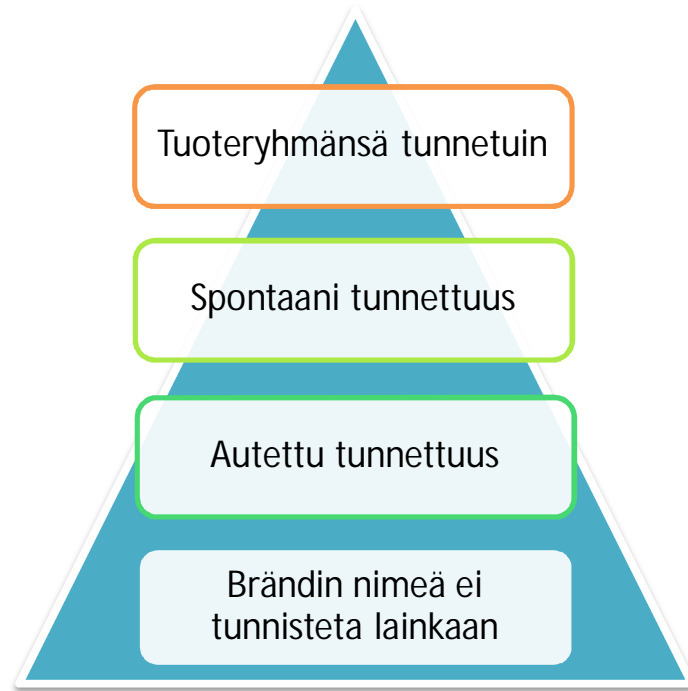 Tuoteryhmänsä tunnetuin
Spontaani tunnettuus
Autettu tunnettuus
Brändin nimeä ei
tunnisteta lainkaan